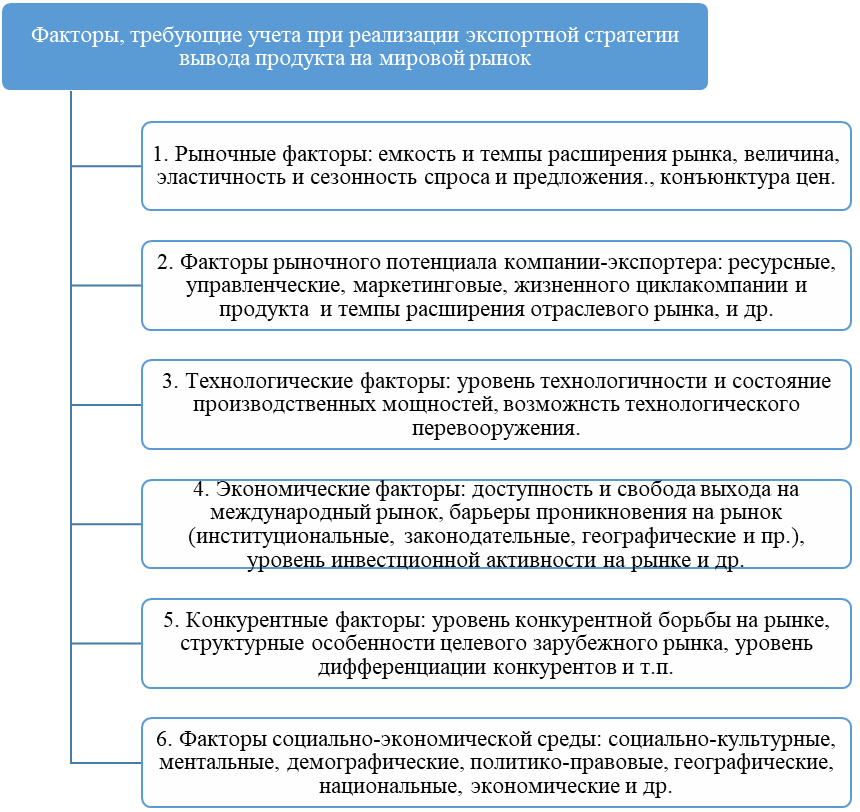 Факторы, требующие учета при реализации экспортной стратегии
вывода продукта на мировой рынок
1. Рыночные факторы: емкость и темпы расширения рынка, величина,
эластичность и сезонность спроса и предложения., конъюнктура цен.
2. Факторы рыночного потенциала компании-экспортера: ресурсные,
управленческие, маркетинговые, жизненного циклакомпании и
продукта и темпы расширения отраслевого рынка, и др.
3. Технологические факторы: уровень технологичности и состояние
производственных мощностей, возможнсть технологического
перевооружения.
4. Экономические факторы: доступность и свобода выхода на
международный рынок, барьеры проникновения на рынок
(институциональные, законодательные, географические и пр.),
уровень инвестционной активности на рынке и др.
5. Конкурентные факторы: уровень конкурентной борьбы на рынке,
структурные особенности целевого зарубежного рынка, уровень
дифференциации конкурентов и т.п.
6. Факторы социально-экономической среды: социально-культурные,
ментальные, демографические, политико-правовые, географические,
национальные, экономические и др.